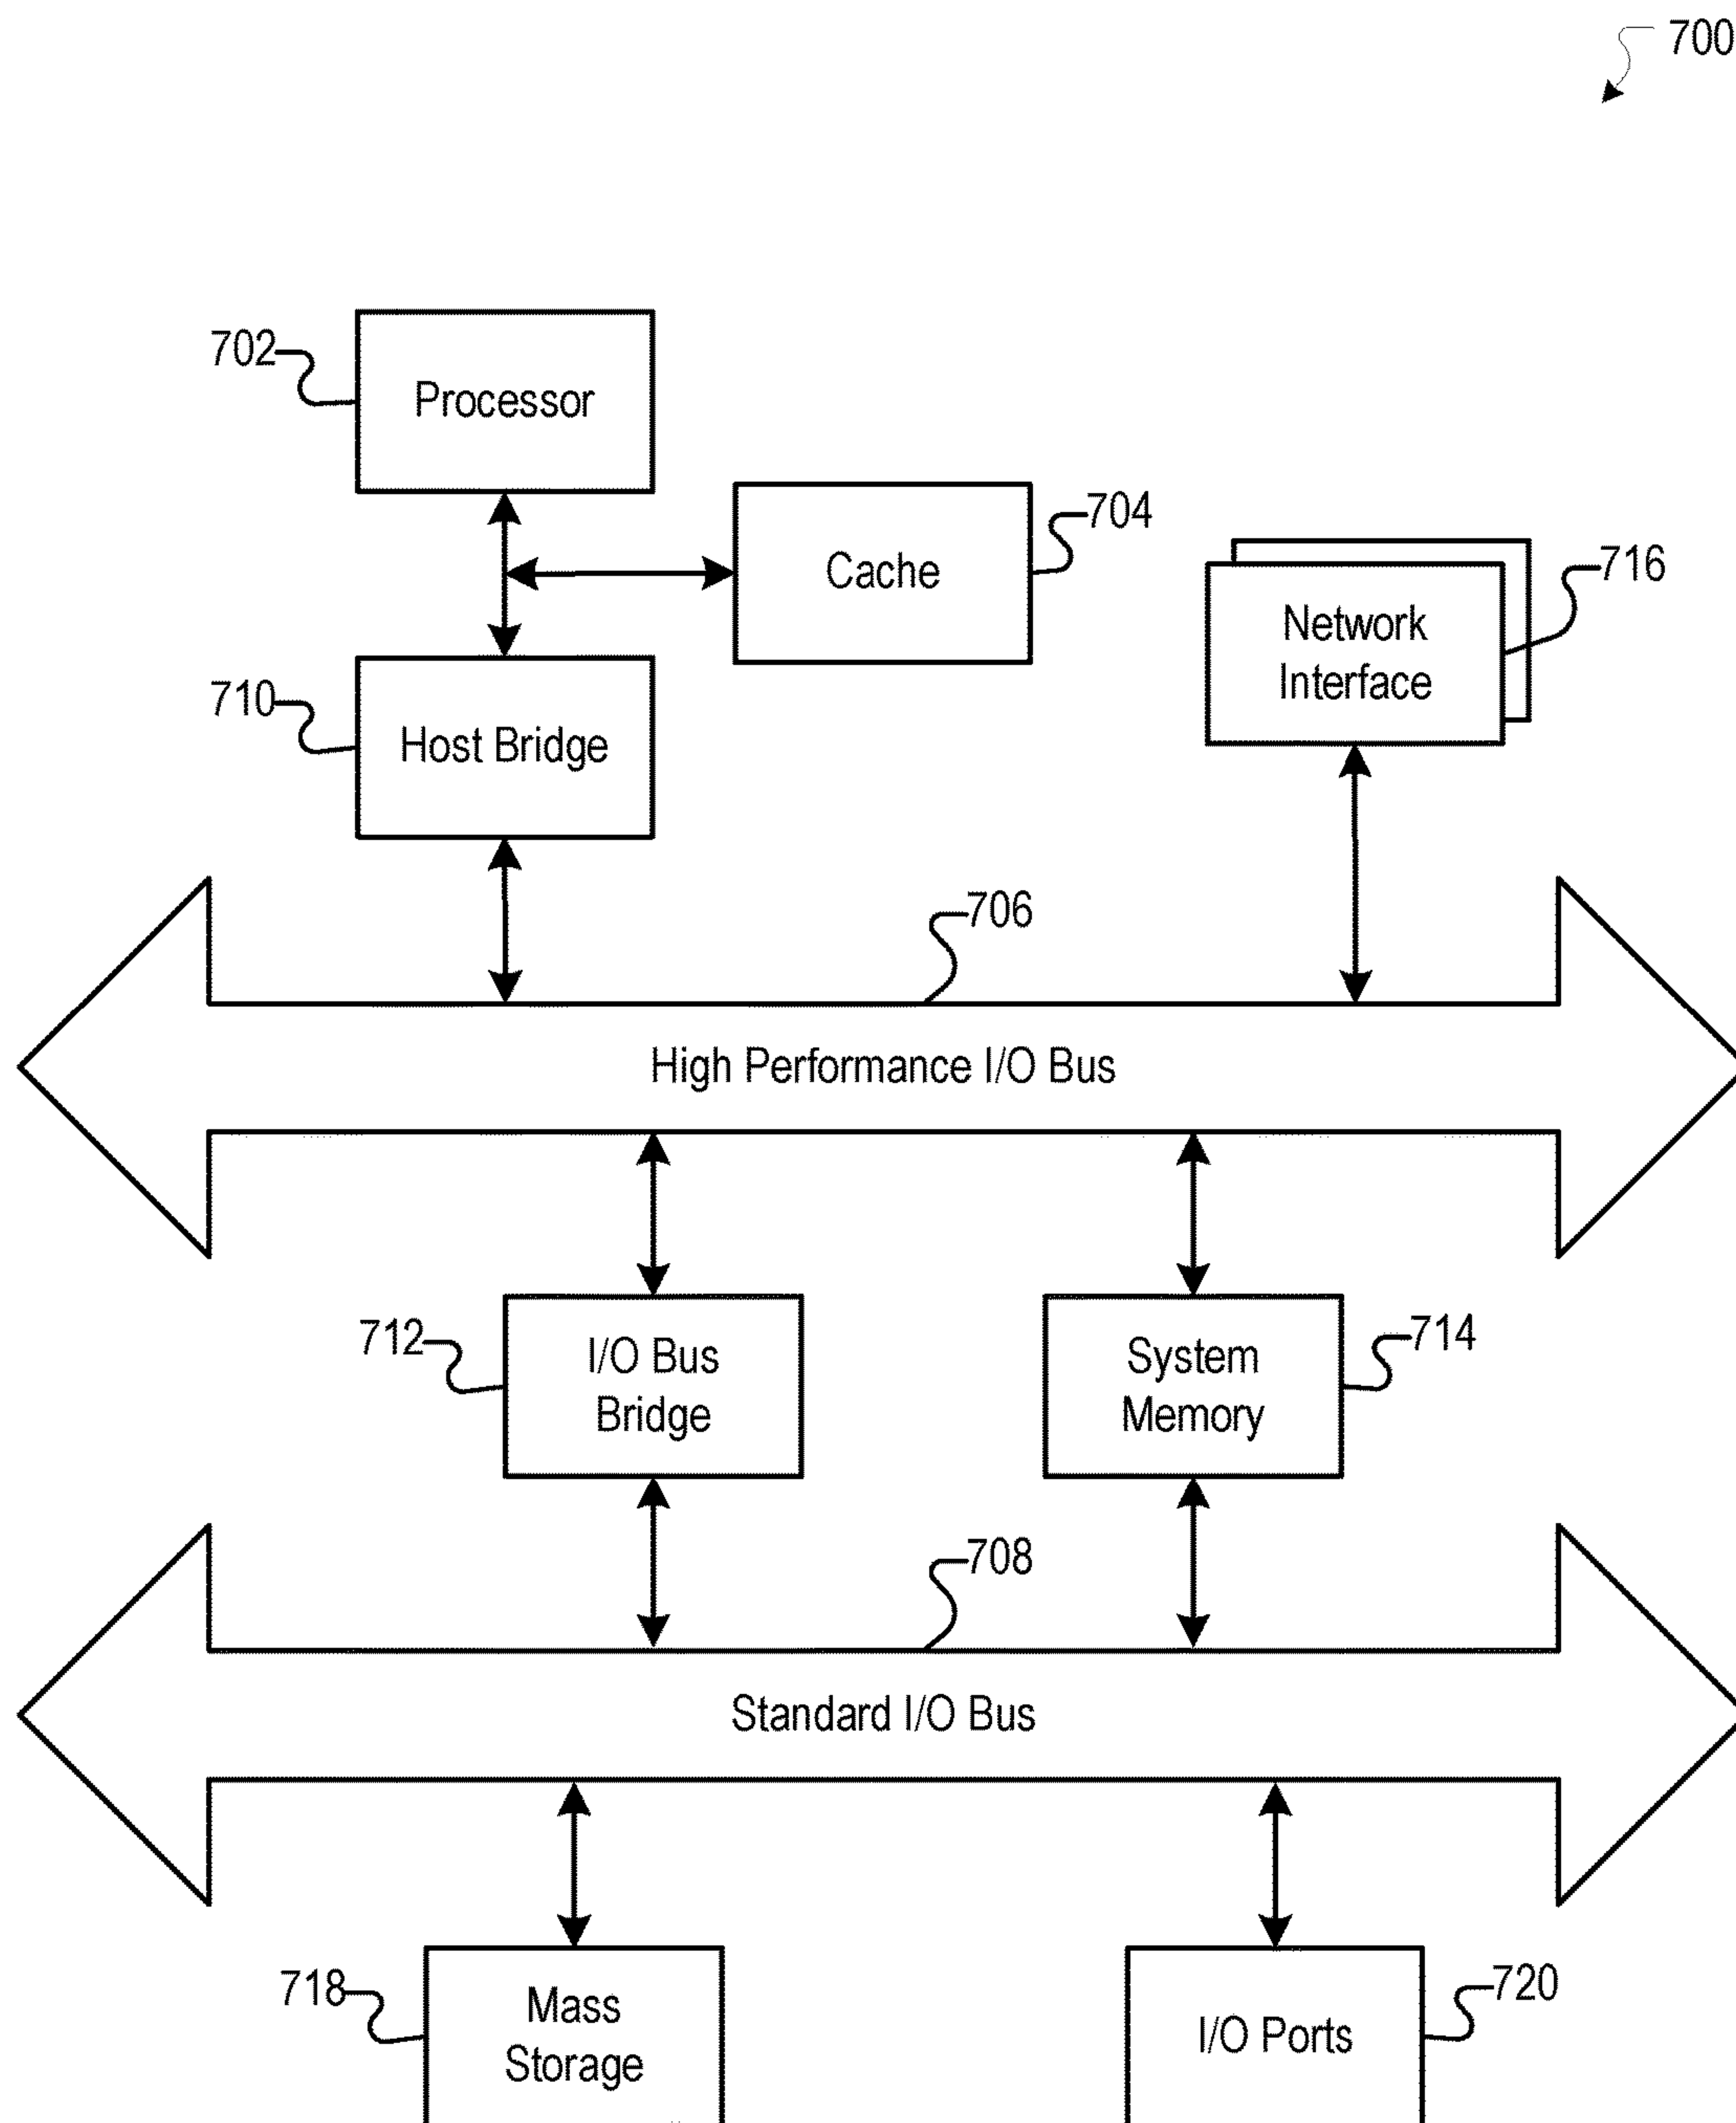 700
702
Processor
704
Cache
716
Network
Interface
710
Host Bridge
706
High Performance I/O Bus
712
I/O Bus
Bridge
714
System
Memory
708
Standard I/O Bus
718
Mass
Storage
720
I/O Ports